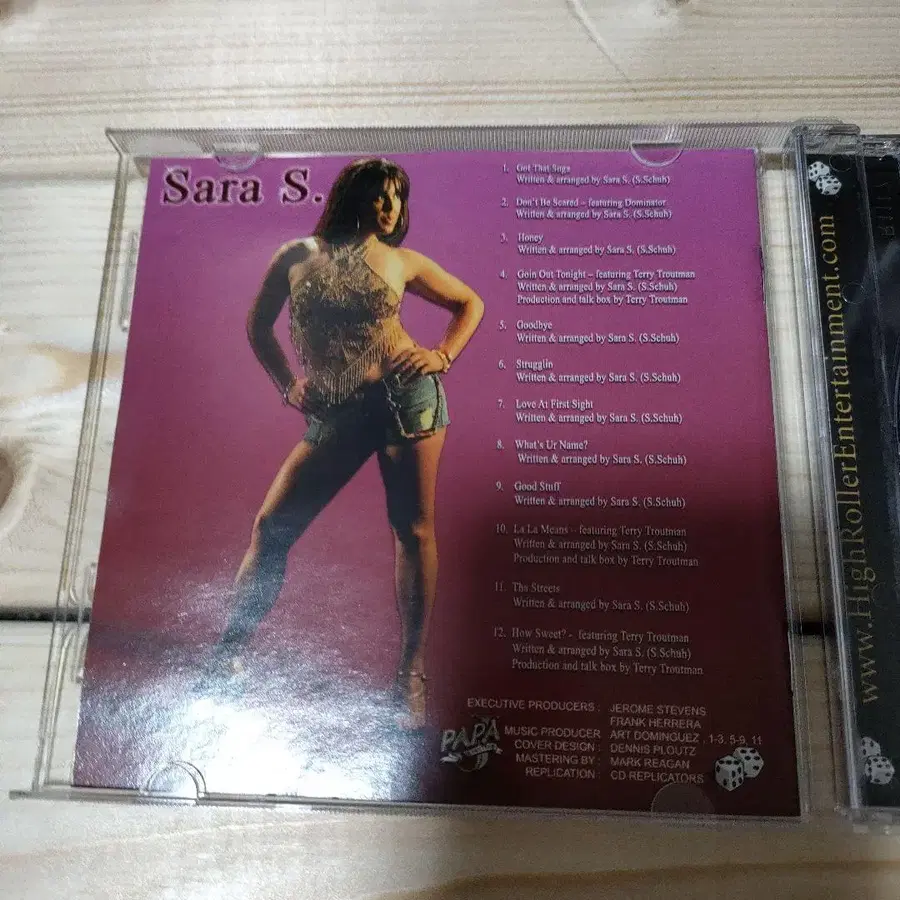 Sara S.
1. Got That Suga
Written & arranged by Sara S. (S.Schuh)
2. Don't Be Scared – featuring Dominator
Written & arranged by Sara S. (S.Schuh)
3. Honey
Written & arranged by Sara S. (S.Schuh)
4. Goin Out Tonight – featuring Terry Troutman
Written & arranged by Sara S. (S.Schuh)
Production and talk box by Terry Troutman
5. Goodbye
Written & arranged by Sara S. (S.Schuh)
6. Strugglin
Written & arranged by Sara S. (S.Schuh)
7. Love At First Sight
Written & arranged by Sara S. (S.Schuh)
8. What's Ur Name?
Written & arranged by Sara S. (S.Schuh)
9. Good Stuff
Written & arranged by Sara S. (S.Schuh)
10. La La Means – featuring Terry Troutman
Written & arranged by Sara S. (S.Schuh)
Production and talk box by Terry Troutman
11. Tha Streets
Written & arranged by Sara S. (S.Schuh)
12. How Sweet? - featuring Terry Troutman
Written & arranged by Sara S. (S.Schuh)
Production and talk box by Terry Troutman
EXECUTIVE PRODUCERS : JEROME STEVENS
FRANK HERRERA
MUSIC PRODUCER ART DOMINGUEZ , 1-3, 5-9, 11
COVER DESIGN : DENNIS PLOUTZ
MASTERING BY : MARK REAGAN
REPLICATION : CD REPLICATORS
PAPA
www.HighRollerEntertainment.com